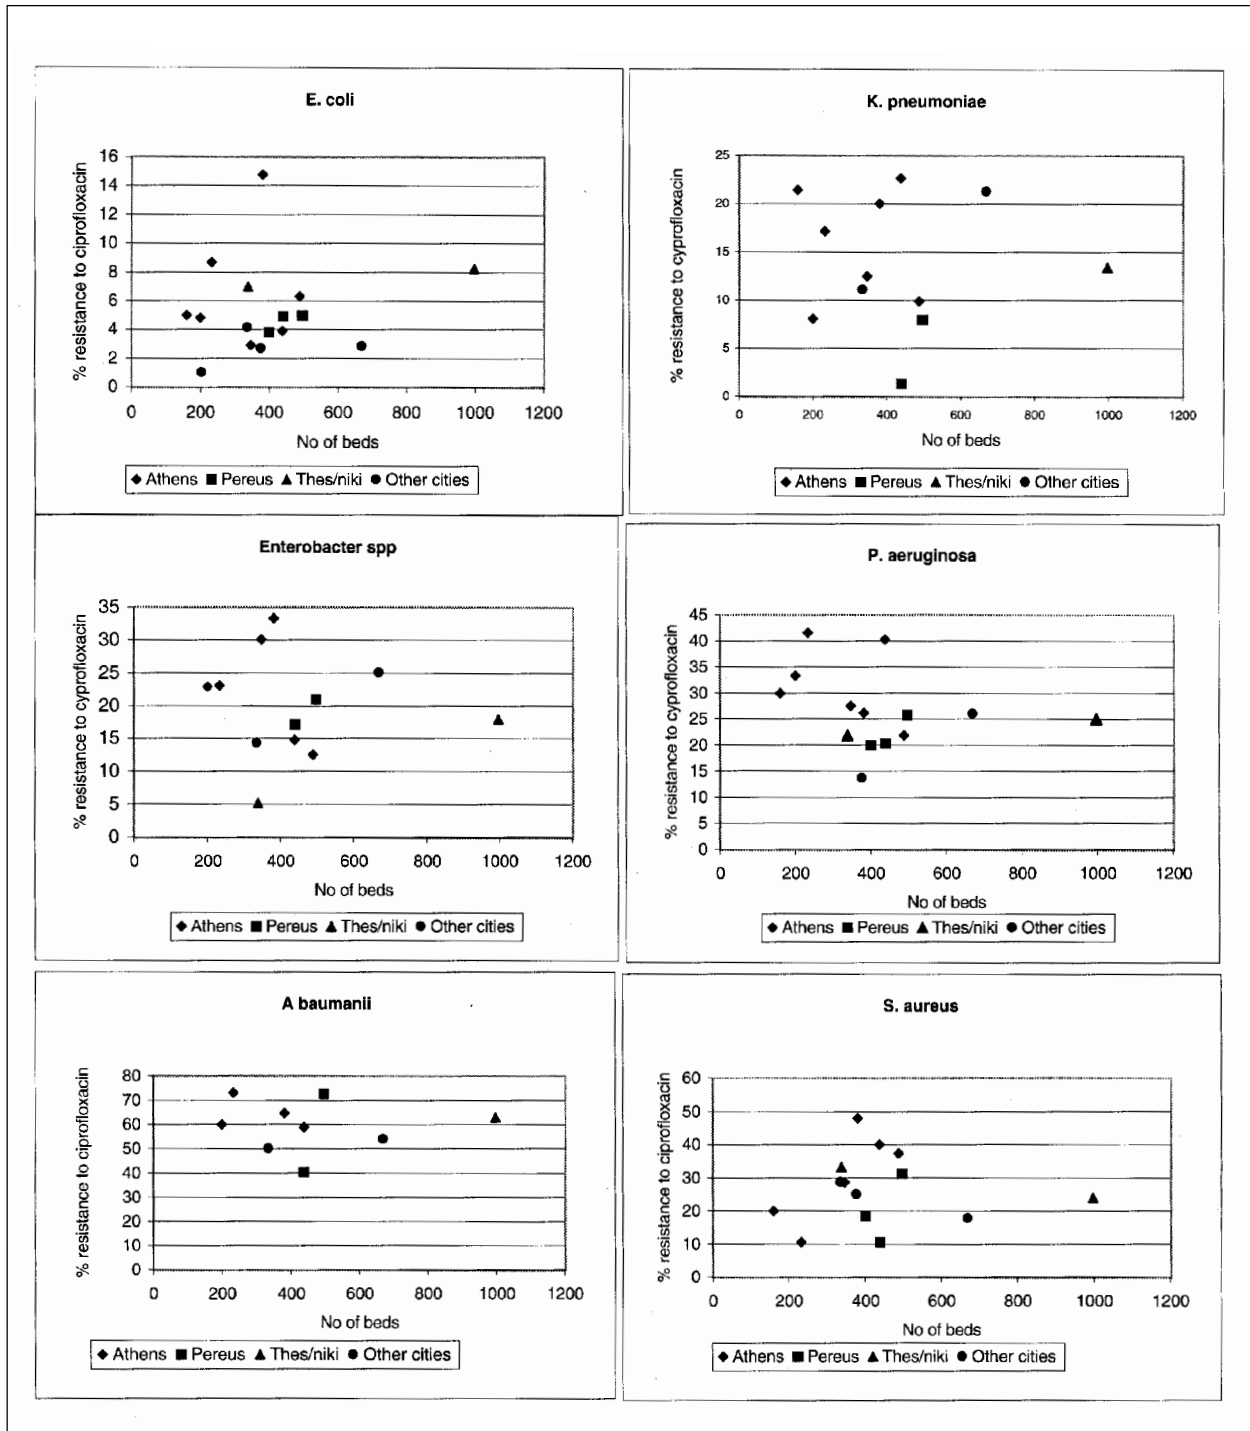 E. coli
% resistance to ciprofloxacin
16
14
12
10
8
6
4
2
0
0 200 400 600 800 1000 1200
No of beds
Athens Pereus Thes/niki Other cities
K. pneumoniae
% resistance to cyprofloxacin
25
20
15
10
5
0
0 200 400 600 800 1000 1200
No of beds
Athens Pereus Thes/niki Other cities
Enterobacter spp
% resistance to cyprofloxacin
35
30
25
20
15
10
5
0
0 200 400 600 800 1000 1200
No of beds
Athens Pereus Thes/niki Other cities
P. aeruginosa
% resistance to cyprofloxacin
45
40
35
30
25
20
15
10
5
0
0 200 400 600 800 1000 1200
No of beds
Athens Pereus Thes/niki Other cities
A baumanii
% resistance to ciprofloxacin
80
70
60
50
40
30
20
10
0
0 200 400 600 800 1000 1200
No of beds
Athens Pereus Thes/niki Other cities
S. aureus
% resistance to ciprofloxacin
60
50
40
30
20
10
0
0 200 400 600 800 1000 1200
No of beds
Athens Pereus Thes/niki Other cities